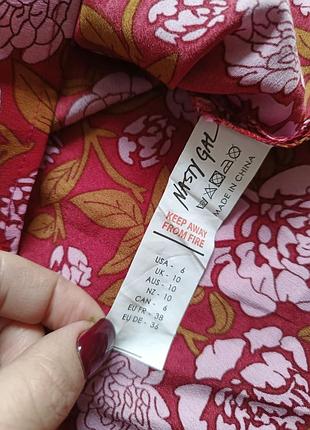 NASTY GAL
MADE IN CHINA
KEEP AWAY
FROM FIRE
USA - 6
UK - 10
AUS - 10
NZ - 10
CAN - 6
EU FR - 38
EU DE - 36